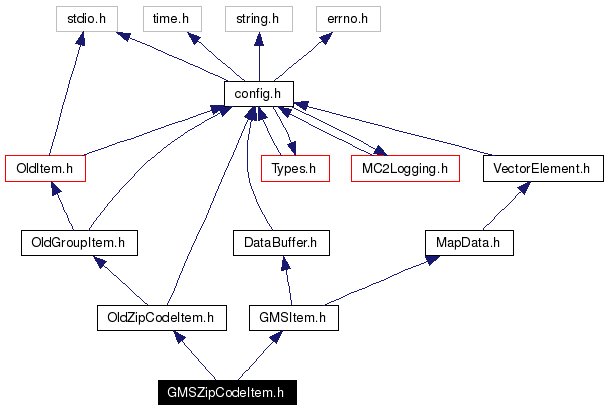 stdio.h
time.h
string.h
errno.h
config.h
OldItem.h
Types.h
MC2Logging.h
VectorElement.h
OldGroupItem.h
DataBuffer.h
MapData.h
OldZipCodeItem.h
GMSItem.h
GMSZipCodeItem.h